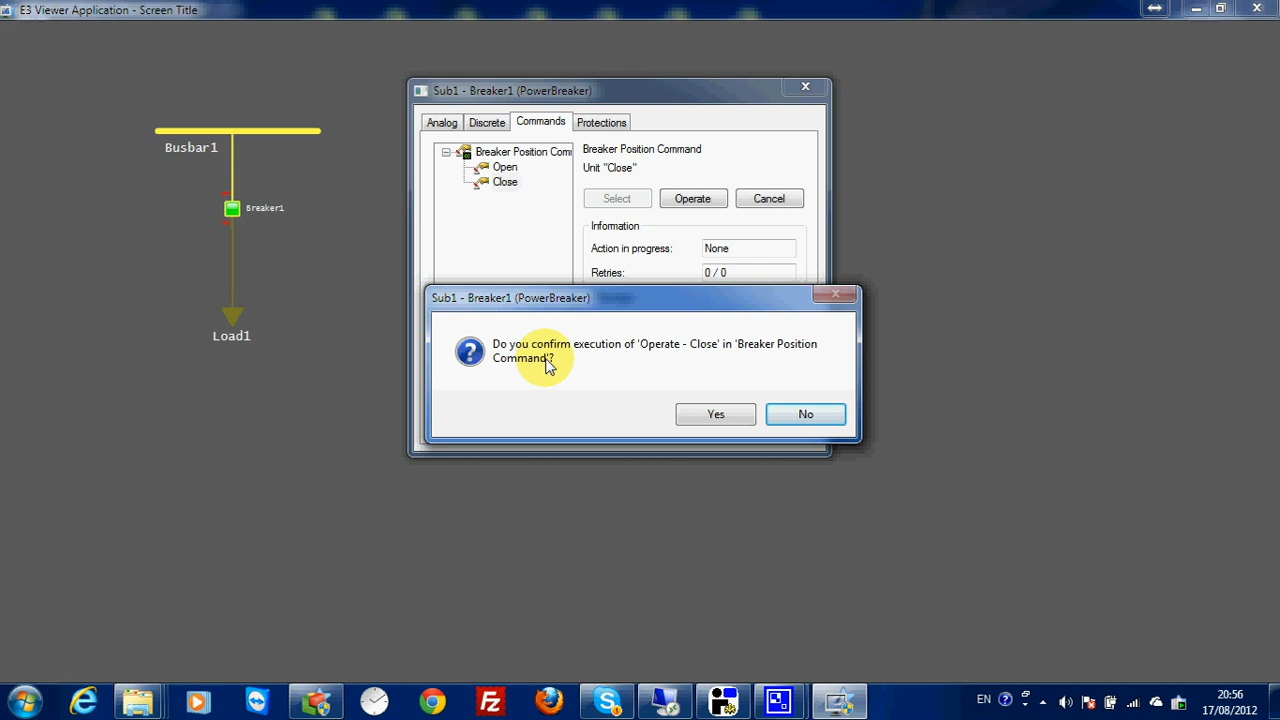 E3 Viewer Application - Screen Title
Busbar1
Breaker1
Load1
Sub1 - Breaker1 (PowerBreaker)
Analog
Discrete
Commands
Protections
Breaker Position Com
Open
Close
Breaker Position Command
Unit "Close"
Select
Operate
Cancel
Information
Action in progress:
None
Retries:
0 / 0
Sub1 - Breaker1 (PowerBreaker)
Do you confirm execution of 'Operate - Close' in 'Breaker Position
Command'?
Yes
No
EN
20:56
17/08/2012